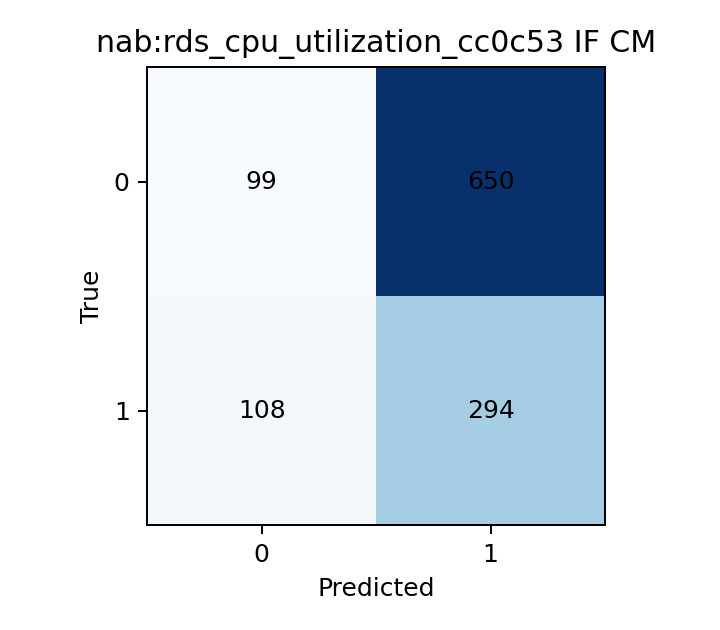 nab:rds_cpu_utilization_cc0c53 IF CM
0
99
650
True
1
108
294
0
1
Predicted